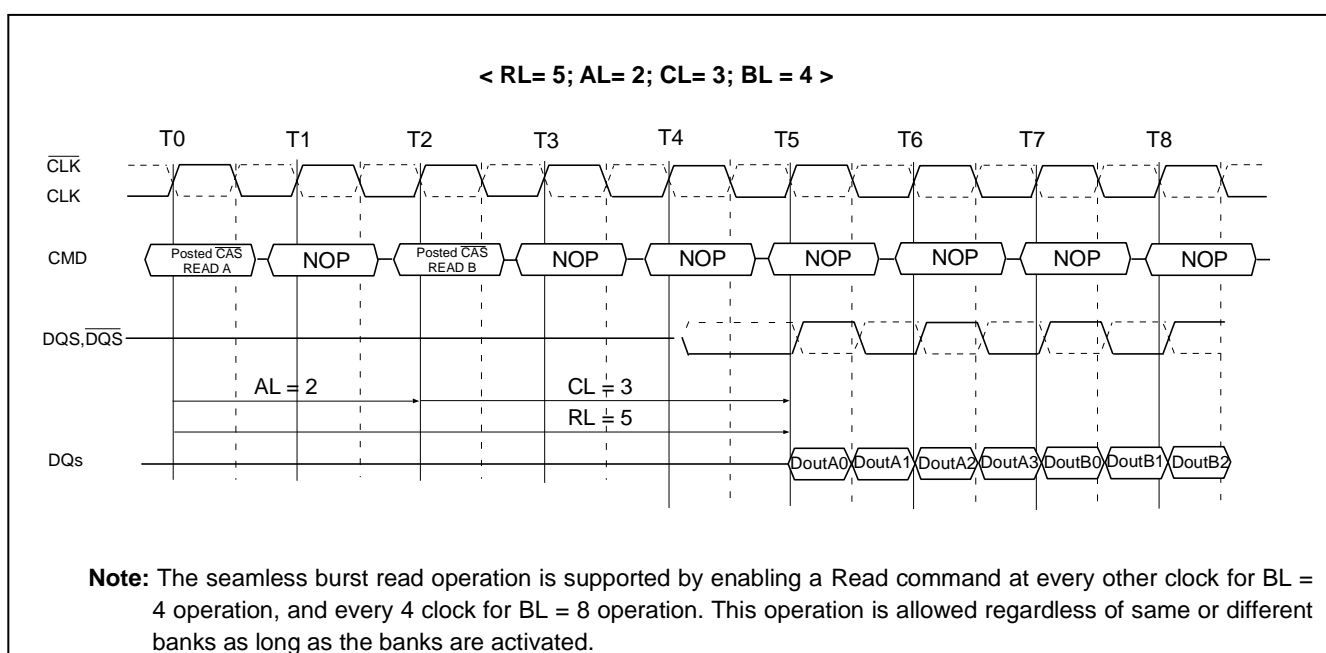 < RL= 5; AL= 2; CL= 3; BL = 4 >
T0 T1 T2 T3 T4 T5 T6 T7 T8
C̅L̅K̅
CLK
CMD
Posted C̅A̅S̅
READ A
NOP
Posted C̅A̅S̅
READ B
NOP NOP NOP NOP NOP NOP
DQS,D̅Q̅S̅
AL = 2 CL = 3
RL = 5
DQs DoutA0 DoutA1 DoutA2 DoutA3 DoutB0 DoutB1 DoutB2
Note: The seamless burst read operation is supported by enabling a Read command at every other clock for BL =
4 operation, and every 4 clock for BL = 8 operation. This operation is allowed regardless of same or different
banks as long as the banks are activated.